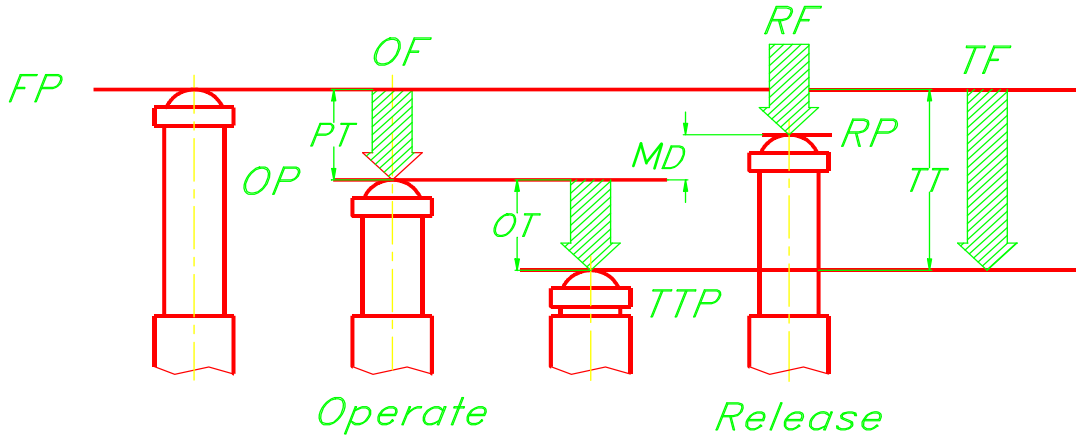 RF
OF
TF
FP
PT
RP
MD
OP
TT
OT
TTP
Operate
Release